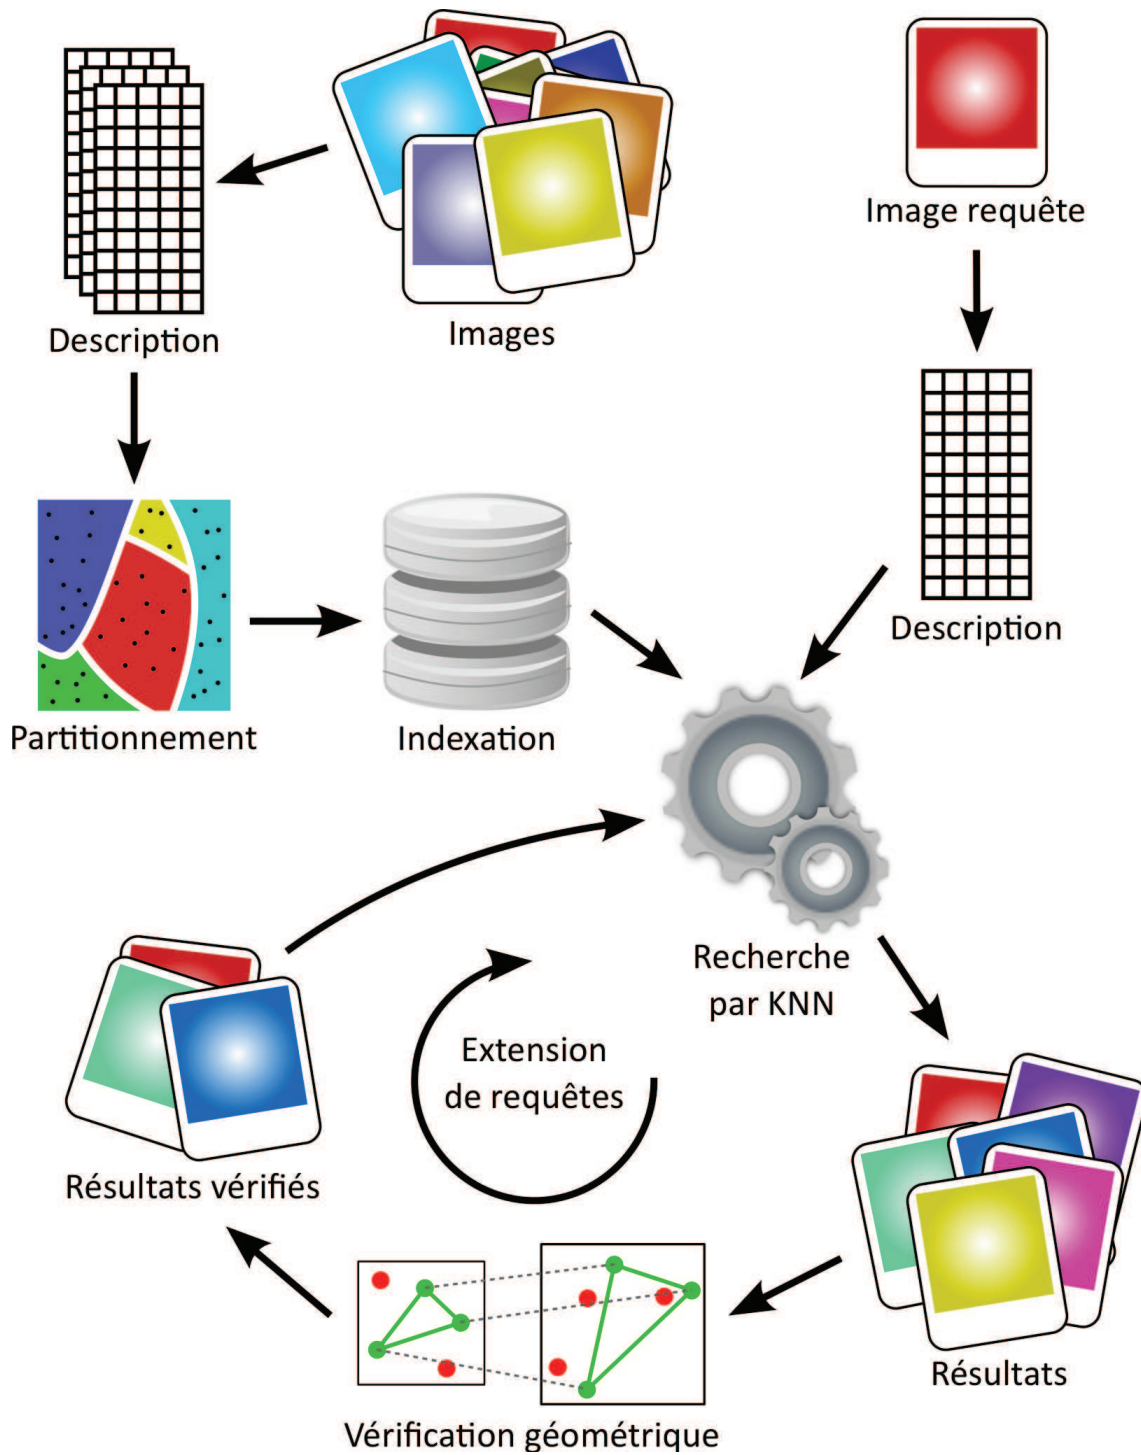 Image requête
Images
Description
Description
Partitionnement
Indexation
Recherche
par KNN
Extension
de requêtes
Résultats vérifiés
Résultats
Vérification géométrique